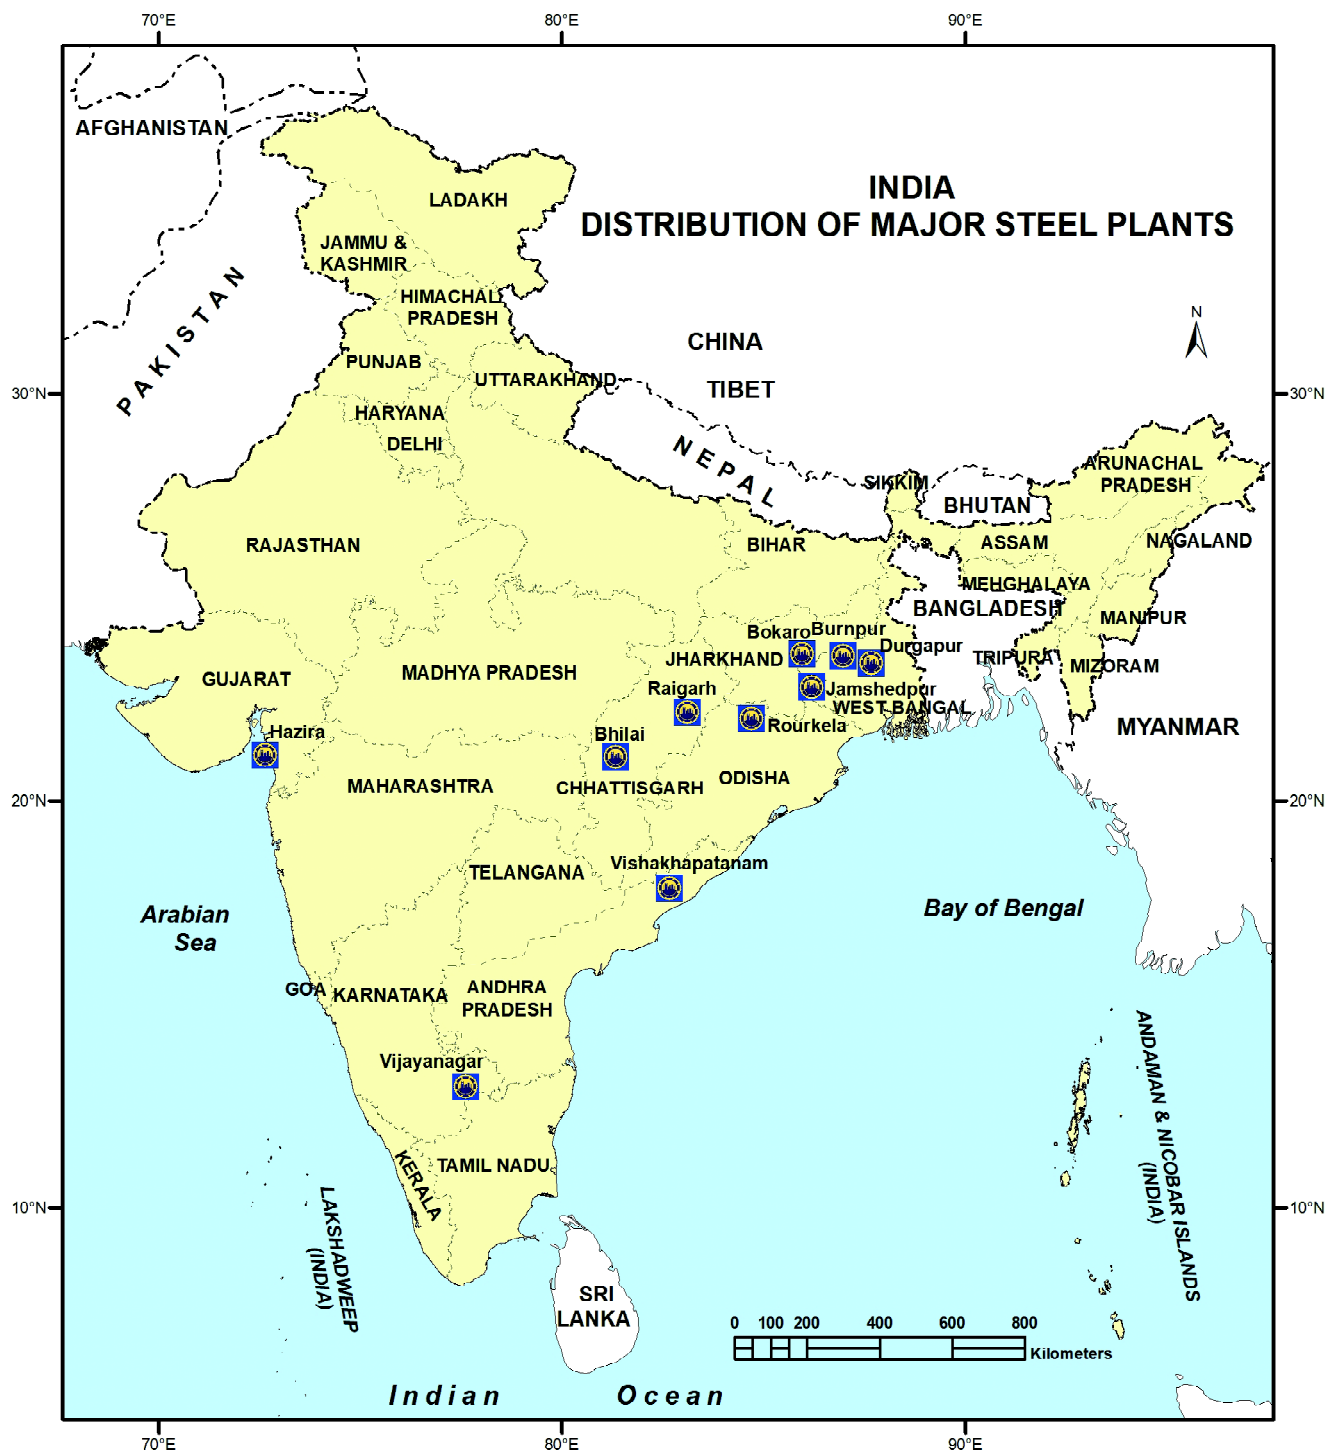 70°E
80°E
90°E
AFGHANISTAN
INDIA
DISTRIBUTION OF MAJOR STEEL PLANTS
LADAKH
JAMMU &
KASHMIR
PAKISTAN
HIMACHAL
PRADESH
N
CHINA
TIBET
PUNJAB
UTTARAKHAND
30°N
30°N
HARYANA
DELHI
NEPAL
SIKKIM
BHUTAN
ARUNACHAL
PRADESH
RAJASTHAN
BIHAR
ASSAM
NAGALAND
MEHGHALAYA
BANGLADESH
MANIPUR
Bokaro
Burnpur
Durgapur
JHARKHAND
TRIPURA
MIZORAM
GUJARAT
MADHYA PRADESH
Raigarh
Jamshedpur
WEST BANGAL
Rourkela
MYANMAR
Hazira
Bhilai
MAHARASHTRA
CHHATTISGARH
ODISHA
20°N
20°N
TELANGANA
Vishakhapatanam
Arabian
Sea
Bay of Bengal
GOA
KARNATAKA
ANDHRA
PRADESH
Vijayanagar
ANDAMAN & NICOBAR ISLANDS
(INDIA)
KERALA
TAMIL NADU
10°N
10°N
LAKSHADWEEP
(INDIA)
SRI
LANKA
0 100 200 400 600 800
Kilometers
Indian Ocean
70°E
80°E
90°E